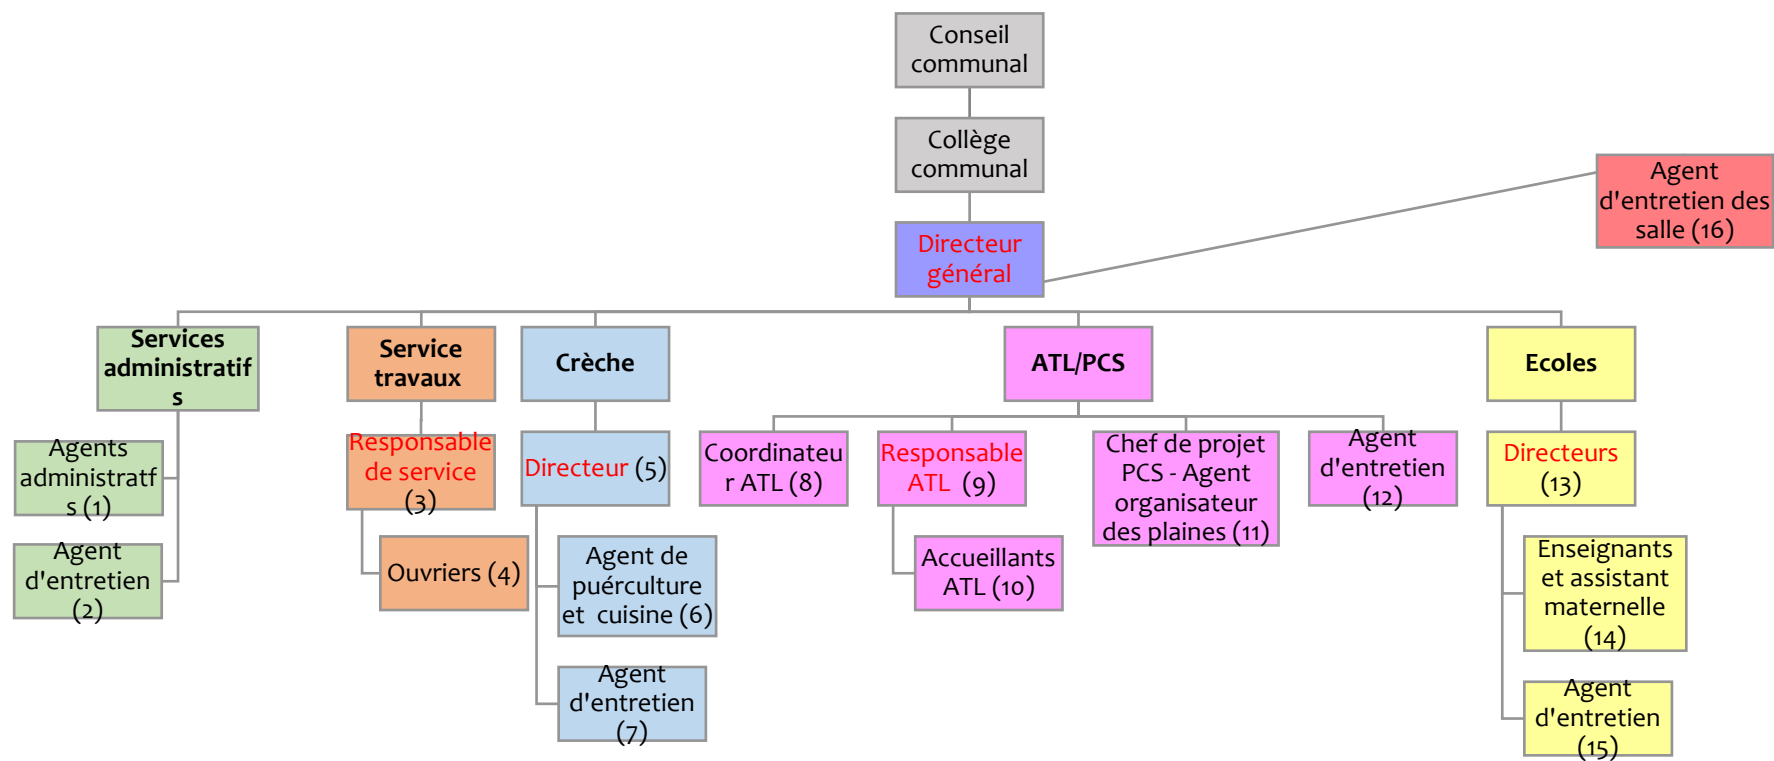 Conseil
communal
Collège
communal
Agent
d'entretien des
salle (16)
Directeur
général
Services
administratif
s
Service
travaux
Crèche
ATL/PCS
Ecoles
Agents
administratf
s (1)
Agent
d'entretien
(2)
Responsable
de service
(3)
Ouvriers (4)
Directeur (5)
Agent de
puérculture
et  cuisine (6)
Agent
d'entretien
(7)
Coordinateu
r ATL (8)
Responsable
ATL  (9)
Accueillants
ATL (10)
Chef de projet
PCS - Agent
organisateur
des plaines (11)
Agent
d'entretien
(12)
Directeurs
(13)
Enseignants
et assistant
maternelle
(14)
Agent
d'entretien
(15)